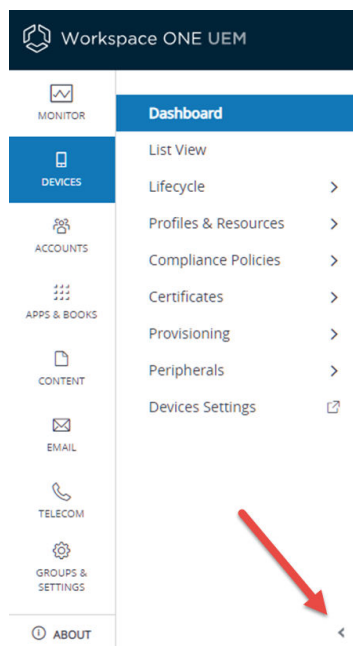 Workspace ONE UEM
MONITOR
DEVICES
ACCOUNTS
APPS & BOOKS
CONTENT
EMAIL
TELECOM
GROUPS &
SETTINGS
ABOUT
Dashboard
List View
Lifecycle
Profiles & Resources
Compliance Policies
Certificates
Provisioning
Peripherals
Devices Settings